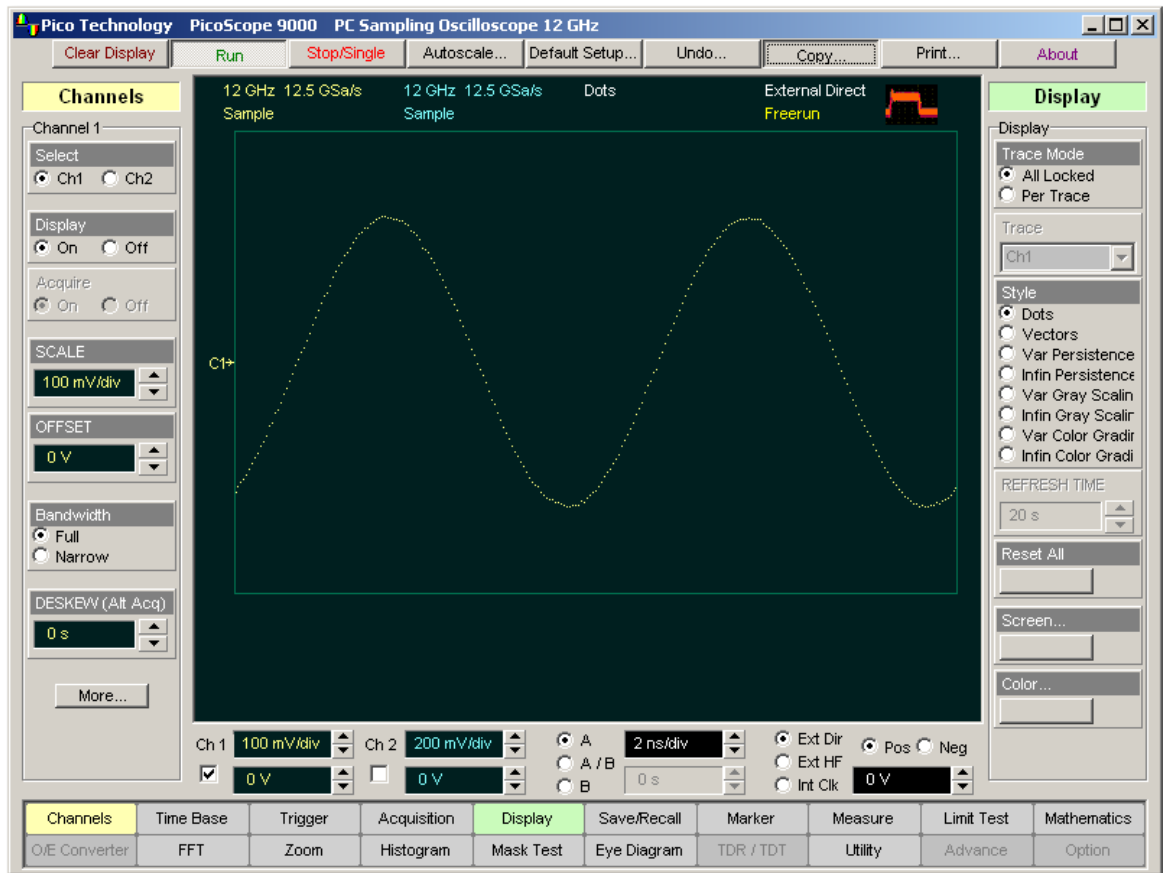 Pico Technology PicoScope 9000 PC Sampling Oscilloscope 12 GHz
Clear Display Run Stop/Single Autoscale... Default Setup... Undo... Copy... Print... About
Channels
Channel 1
Select
Ch1 Ch2
Display
On Off
Acquire
On Off
SCALE
100 mV/div
OFFSET
0 V
Bandwidth
Full
Narrow
DESKEW (Alt Acq)
0 s
More...
12 GHz 12.5 GSa/s 12 GHz 12.5 GSa/s Dots External Direct
Sample Sample Freerun
C1
Display
Display
Trace Mode
All Locked
Per Trace
Trace
Ch1
Style
Dots
Vectors
Var Persistence
Infin Persistence
Var Gray Scalin
Infin Gray Scalir
Var Color Gradir
Infin Color Gradi
REFRESH TIME
20 s
Reset All
Screen...
Color...
Ch 1 100 mV/div Ch 2 200 mV/div A 2 ns/div Ext Dir Pos Neg
A / B Ext HF
0 V 0 V B 0 s Int Clk 0 V
Channels Time Base Trigger Acquisition Display Save/Recall Marker Measure Limit Test Mathematics
O/E Converter FFT Zoom Histogram Mask Test Eye Diagram TDR / TDT Utility Advance Option